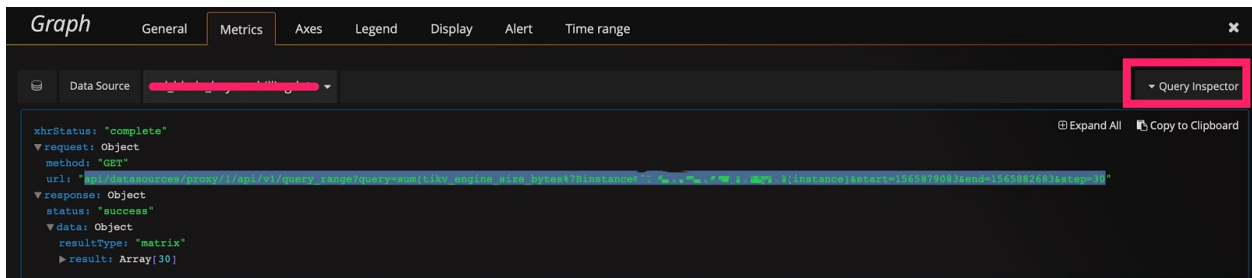 Graph General Metrics Axes Legend Display Alert Time range ×
Data Source Query Inspector
Expand All Copy to Clipboard
xhrStatus: "complete"
request: Object
method: "GET"
url: "api/datasources/proxy/1/api/v1/query_range?query=sum(tikv_engine_size_bytes%7Binstance (instance)&start=1565879083&end=1565882683&step=30"
response: Object
status: "success"
data: Object
resultType: "matrix"
result: Array[30]